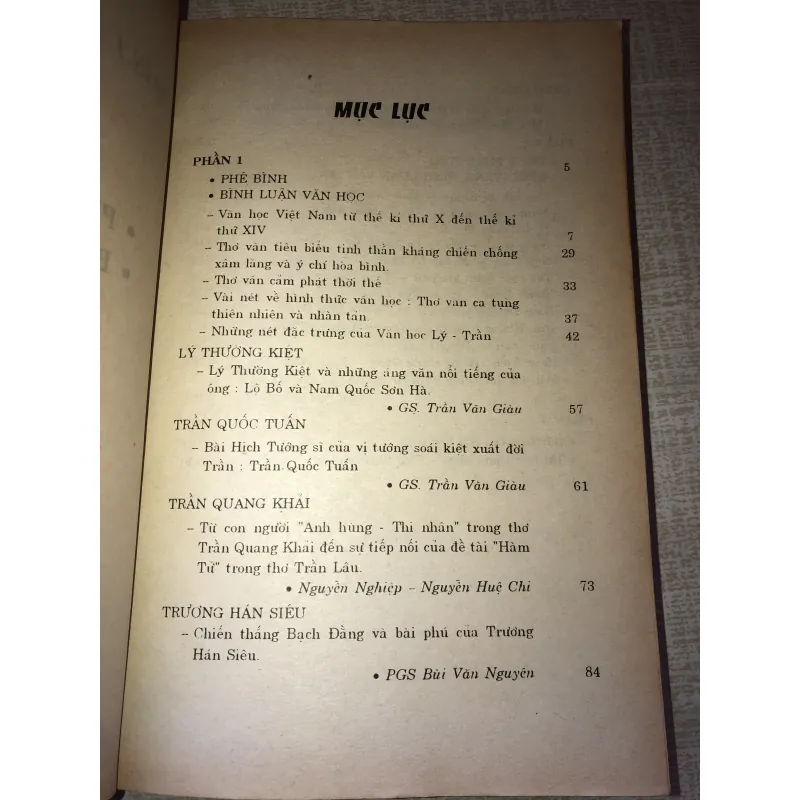 MỤC LỤC
PHẦN 1 5
• PHÊ BÌNH
• BÌNH LUẬN VĂN HỌC
– Văn học Việt Nam từ thế kỉ thứ X đến thế kỉ
thứ XIV 7
– Thơ văn tiêu biểu tinh thần kháng chiến chống 29
xâm lăng và ý chí hòa bình.
– Thơ văn cảm phát thời thế 33
– Vài nét về hình thức văn học : Thơ văn ca tụng
thiên nhiên và nhàn tản. 37
– Những nét đặc trưng của Văn học Lý - Trần 42
LÝ THƯỜNG KIỆT
– Lý Thường Kiệt và những áng văn nổi tiếng của
ông : Lộ Bố và Nam Quốc Sơn Hà.
• GS. Trần Văn Giàu 57
TRẦN QUỐC TUẤN
– Bài Hịch Tướng sĩ của vị tướng soái kiệt xuất đời
Trần : Trần Quốc Tuấn
• GS. Trần Văn Giàu 61
TRẦN QUANG KHẢI
– Từ con người "Anh hùng - Thi nhân" trong thơ
Trần Quang Khải đến sự tiếp nối của đề tài "Hàm
Tử" trong thơ Trần Lâu.
• Nguyễn Nghiệp – Nguyễn Huệ Chi 73
TRƯƠNG HÁN SIÊU
– Chiến thắng Bạch Đằng và bài phú của Trương
Hán Siêu.
• PGS Bùi Văn Nguyên 84